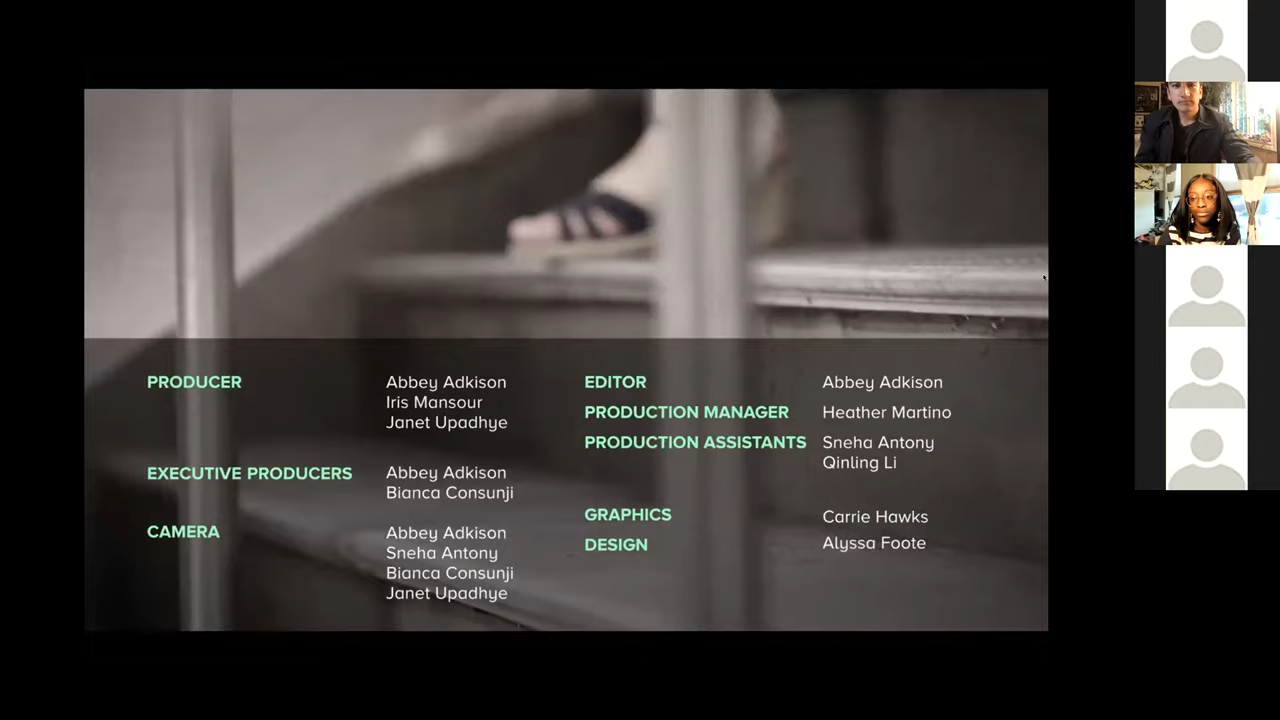 PRODUCER
Abbey Adkison
Iris Mansour
Janet Upadhye
EXECUTIVE PRODUCERS
Abbey Adkison
Bianca Consunji
CAMERA
Abbey Adkison
Sneha Antony
Bianca Consunji
Janet Upadhye
EDITOR
Abbey Adkison
PRODUCTION MANAGER
Heather Martino
PRODUCTION ASSISTANTS
Sneha Antony
Qinling Li
GRAPHICS
Carrie Hawks
DESIGN
Alyssa Foote